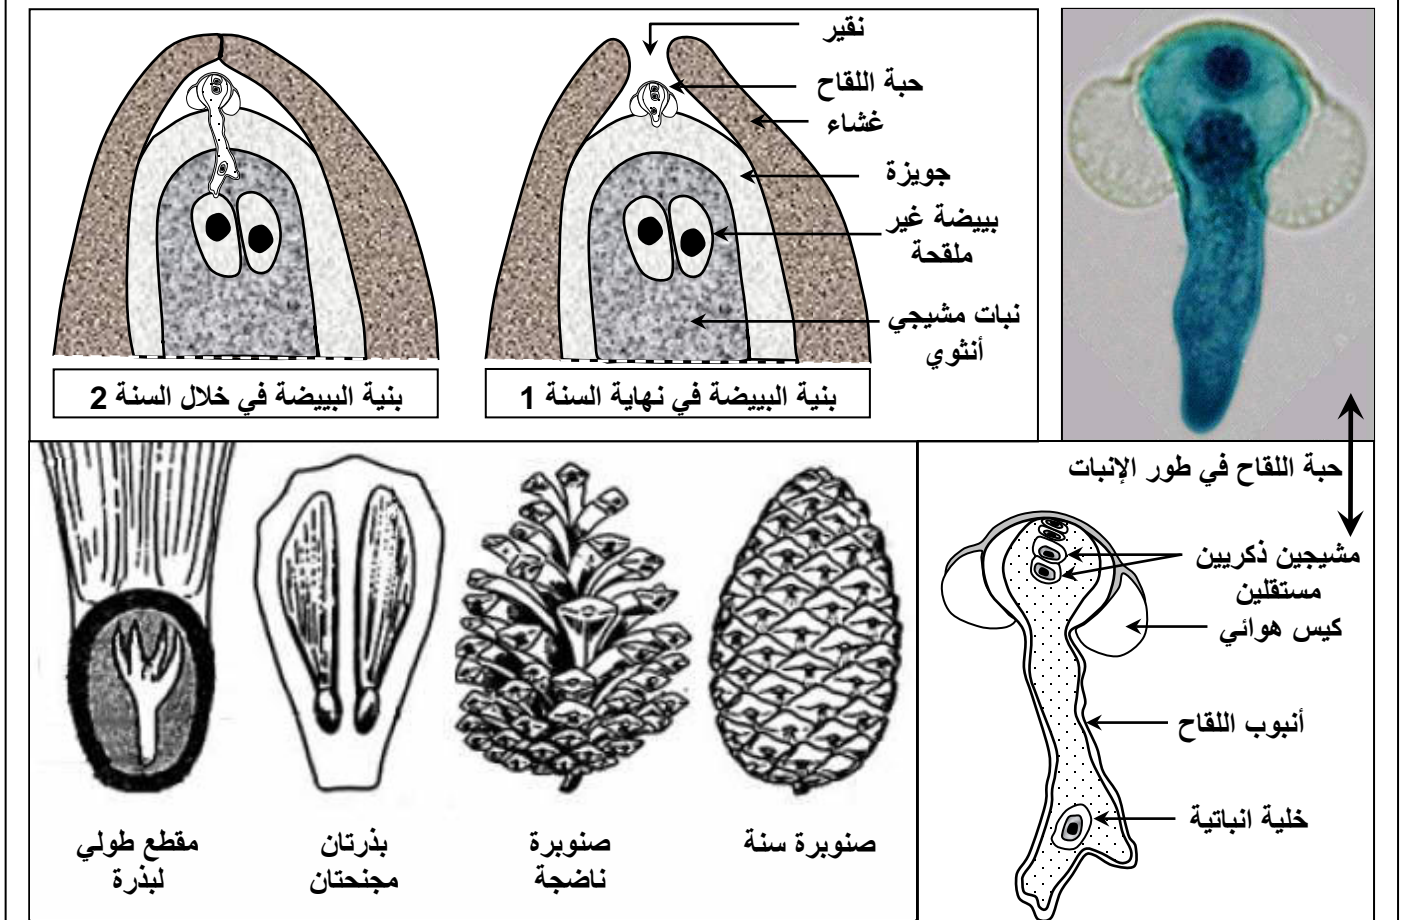 نقير
حبة اللقاح
غشاء
جويزة
بييضة غير
ملقحة
نبات مشيجي
أنثوي
بنية البييضة في نهاية السنة 1
بنية البييضة في خلال السنة 2
حبة اللقاح في طور الإنبات
مشيجين ذكريين
مستقلين
كيس هوائي
أنبوب اللقاح
خلية انباتية
صنوبرة سنة
صنوبرة
ناضجة
بذرتان
مجنحتان
مقطع طولي
لبذرة